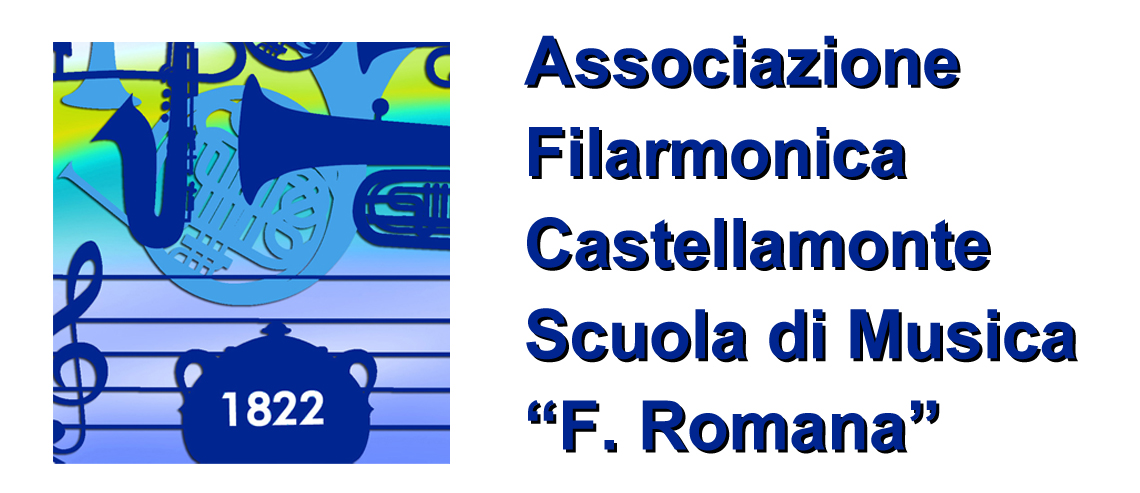 1822
Associazione
Filarmonica
Castellamonte
Scuola di Musica
“F. Romana”